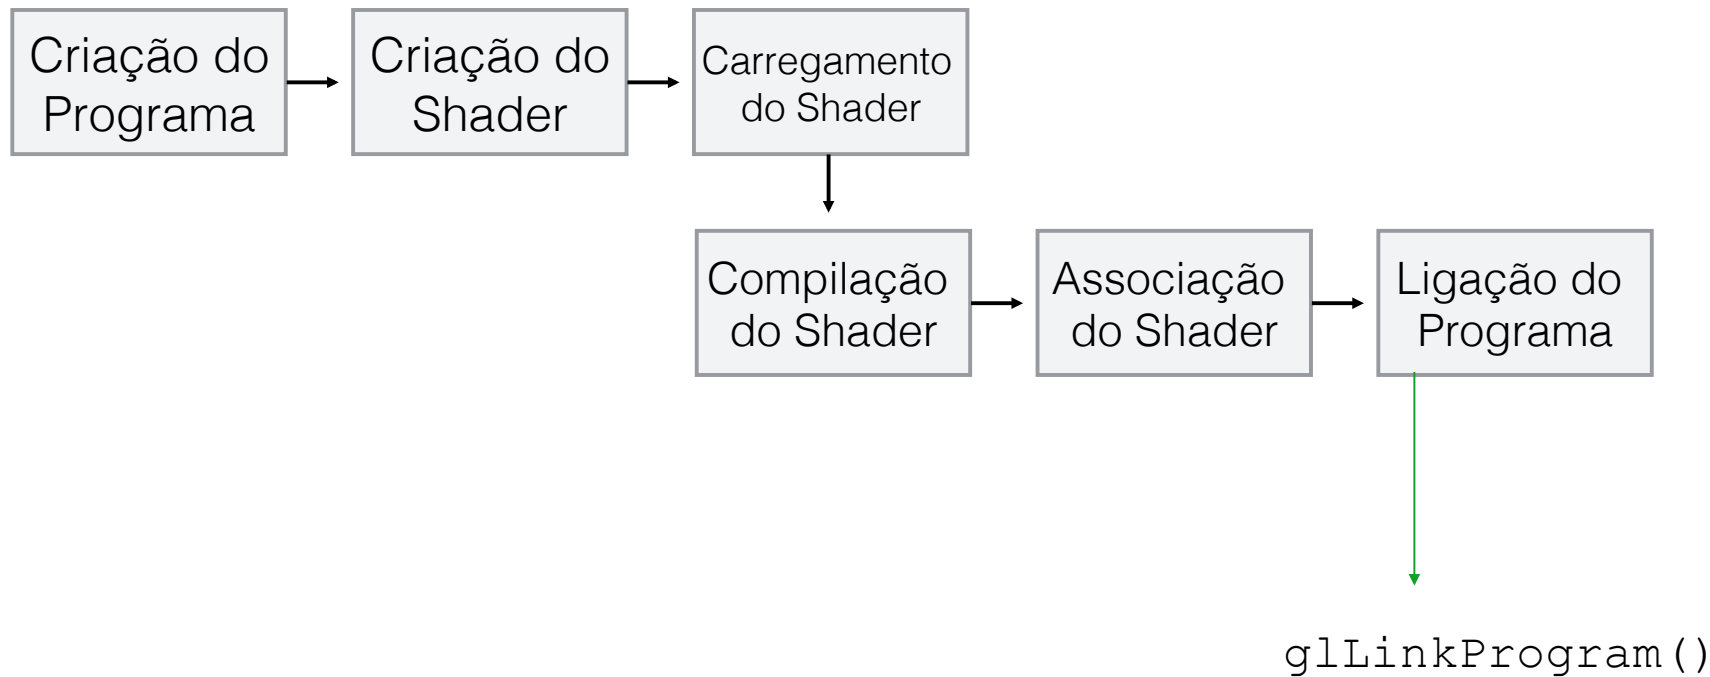 Criação do
Programa
Criação do
Shader
Carregamento
do Shader
Compilação
do Shader
Associação
do Shader
Ligação do
Programa
glLinkProgram()